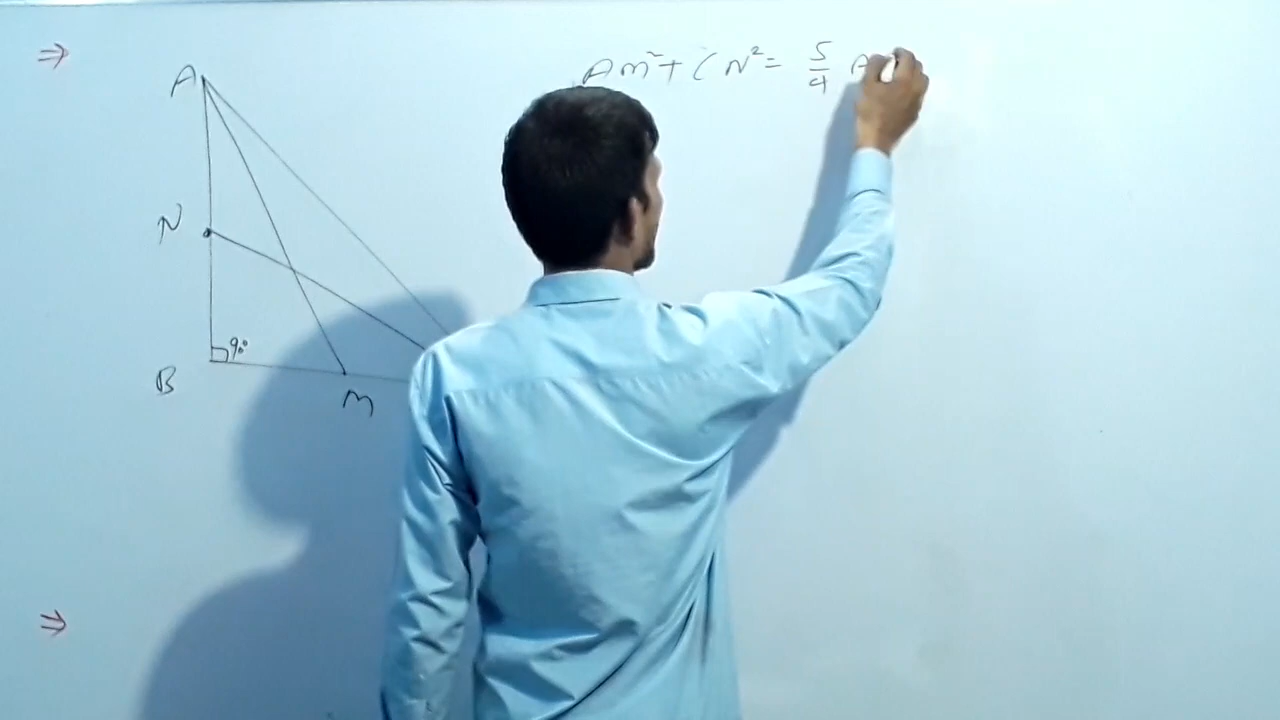 ⇒
Am² + CN² = 5/4 A
A
N
90°
B
M
⇒